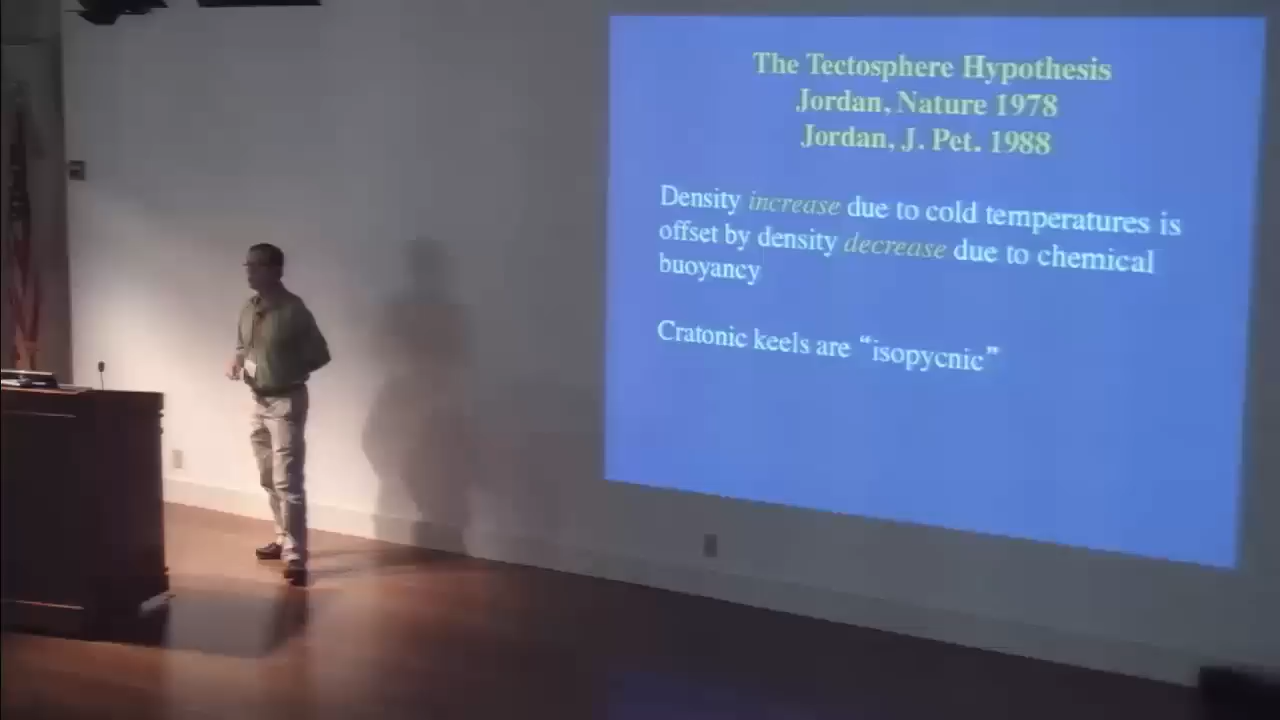 The Tectosphere Hypothesis
Jordan, Nature 1978
Jordan, J. Pet. 1988
Density increase due to cold temperatures is
offset by density decrease due to chemical
buoyancy
Cratonic keels are “isopycnic”